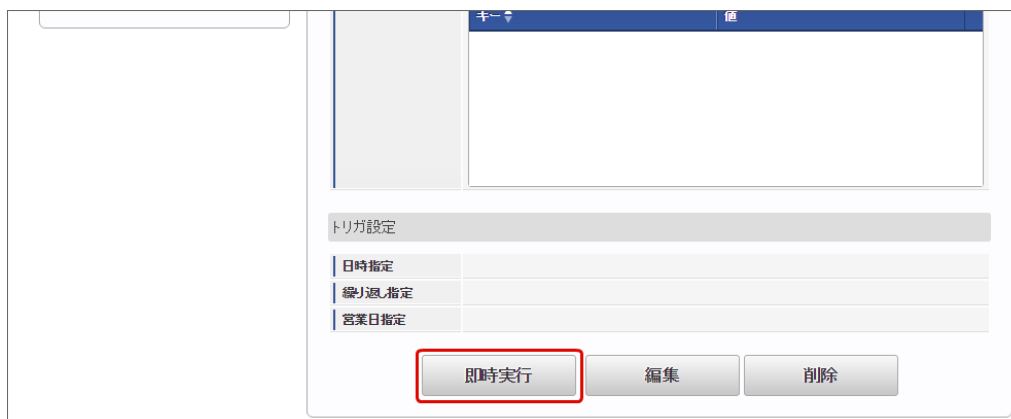 キー 値
トリガ設定
日時指定
繰り返し指定
営業日指定
即時実行 編集 削除